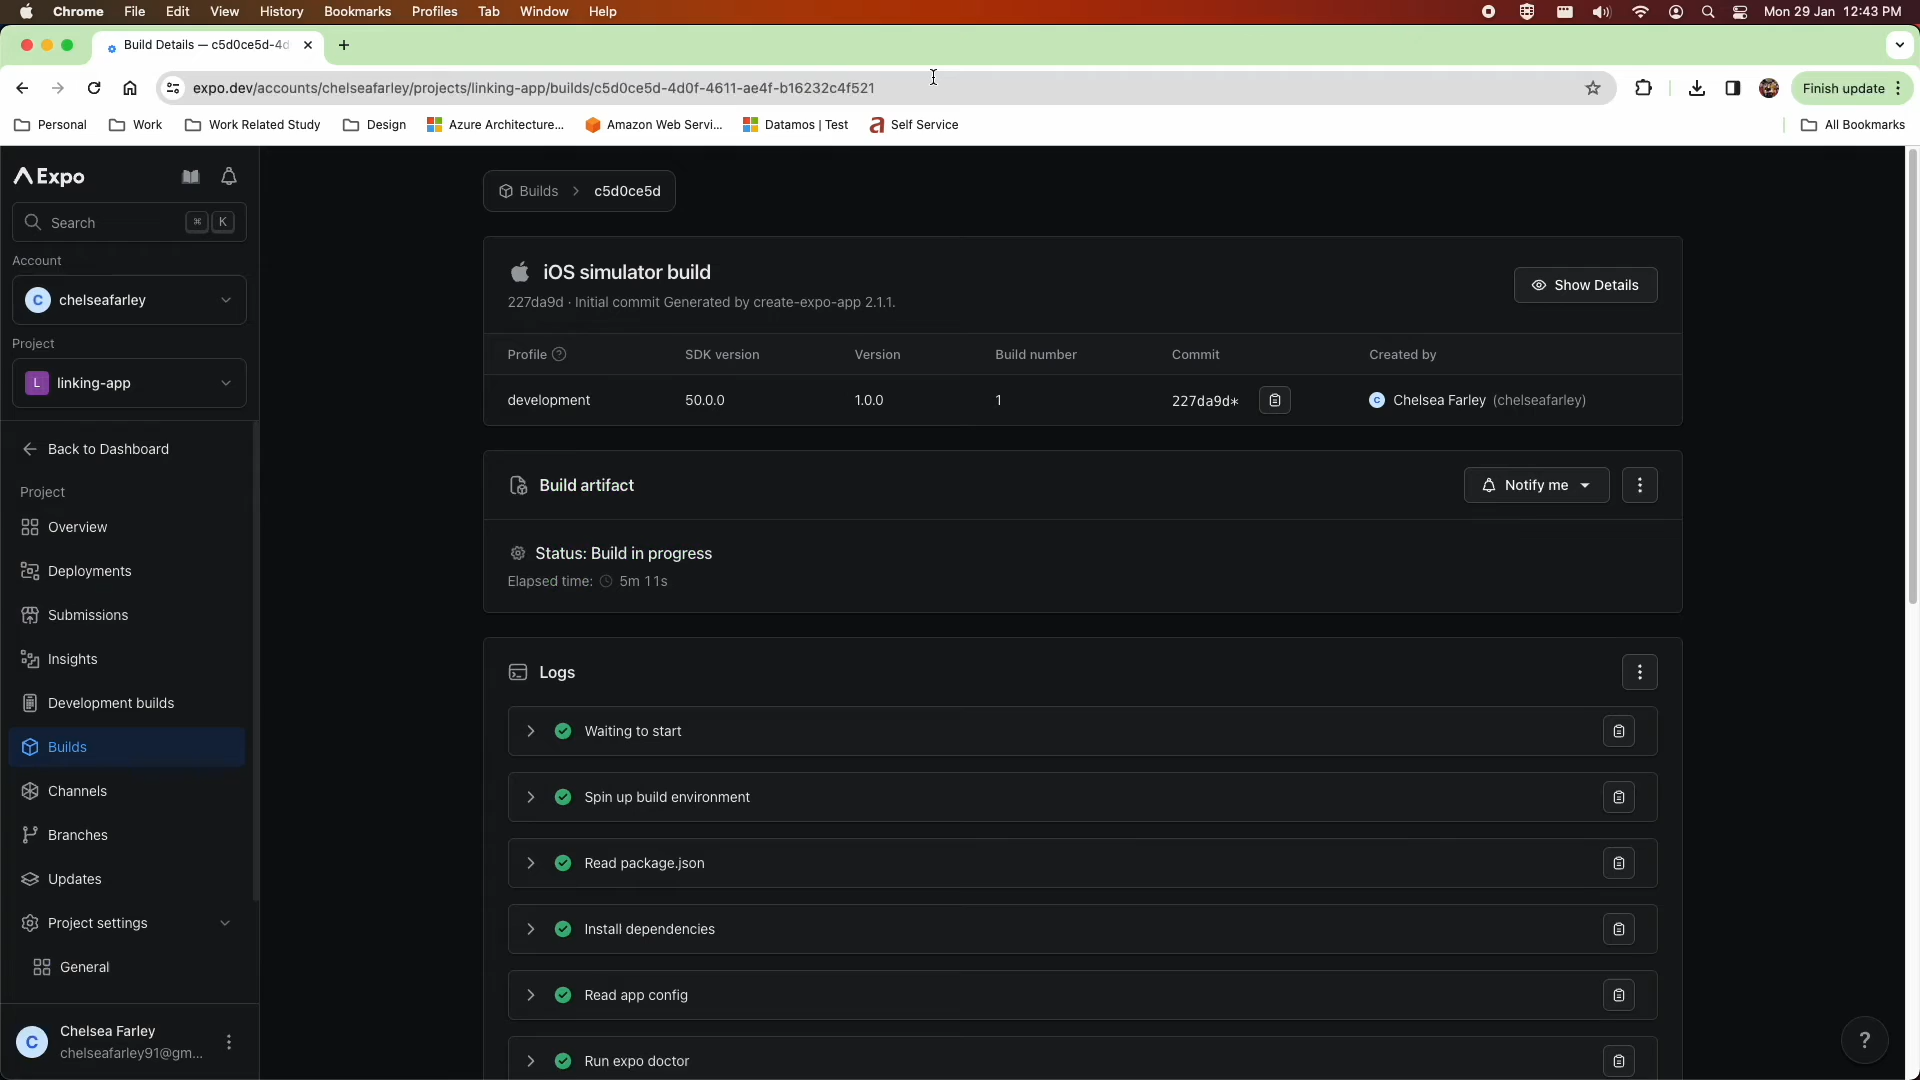 Chrome File Edit View History Bookmarks Profiles Tab Window Help Mon 29 Jan 12:43 PM
Build Details — c5d0ce5d-4d
expo.dev/accounts/chelseafarley/projects/linking-app/builds/c5d0ce5d-4d0f-4611-ae4f-b16232c4f521
Finish update
Personal Work Work Related Study Design Azure Architecture... Amazon Web Servi... Datamos | Test Self Service All Bookmarks
Expo
Search ⌘ K
Account
C chelseafarley
Project
L linking-app
Back to Dashboard
Project
Overview
Deployments
Submissions
Insights
Development builds
Builds
Channels
Branches
Updates
Project settings
General
C Chelsea Farley
chelseafarley91@gm...
Builds > c5d0ce5d
iOS simulator build
227da9d · Initial commit Generated by create-expo-app 2.1.1.
Show Details
Profile ? SDK version Version Build number Commit Created by
development 50.0.0 1.0.0 1 227da9d* C Chelsea Farley (chelseafarley)
Build artifact
Notify me
Status: Build in progress
Elapsed time: 5m 11s
Logs
Waiting to start
Spin up build environment
Read package.json
Install dependencies
Read app config
Run expo doctor
?